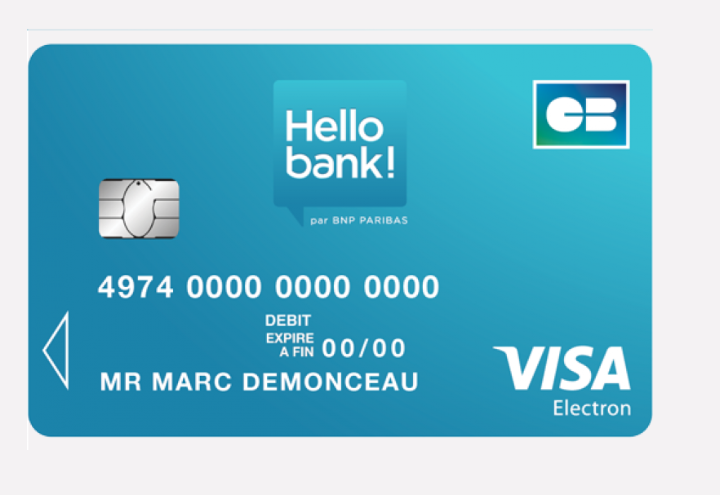 Hello
bank!
par BNP PARIBAS
CB
4974 0000 0000 0000
DEBIT
EXPIRE
A FIN 00/00
MR MARC DEMONCEAU
VISA
Electron